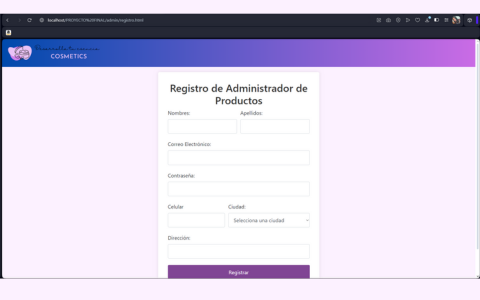 localhost/PROYECTO%20FINAL/admin/registro.html
COSMETICS
Registro de Administrador de
Productos
Nombres:
Apellidos:
Correo Electrónico:
Contraseña:
Celular
Ciudad:
Selecciona una ciudad
Dirección:
Registrar